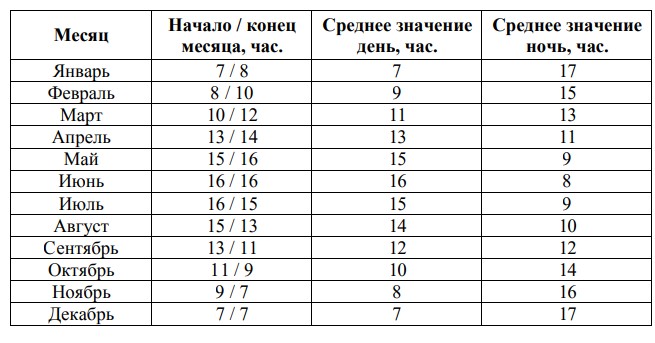 Месяц Начало / конец месяца, час. Среднее значение день, час. Среднее значение ночь, час.
Январь 7 / 8 7 17
Февраль 8 / 10 9 15
Март 10 / 12 11 13
Апрель 13 / 14 13 11
Май 15 / 16 15 9
Июнь 16 / 16 16 8
Июль 16 / 15 15 9
Август 15 / 13 14 10
Сентябрь 13 / 11 12 12
Октябрь 11 / 9 10 14
Ноябрь 9 / 7 8 16
Декабрь 7 / 7 7 17